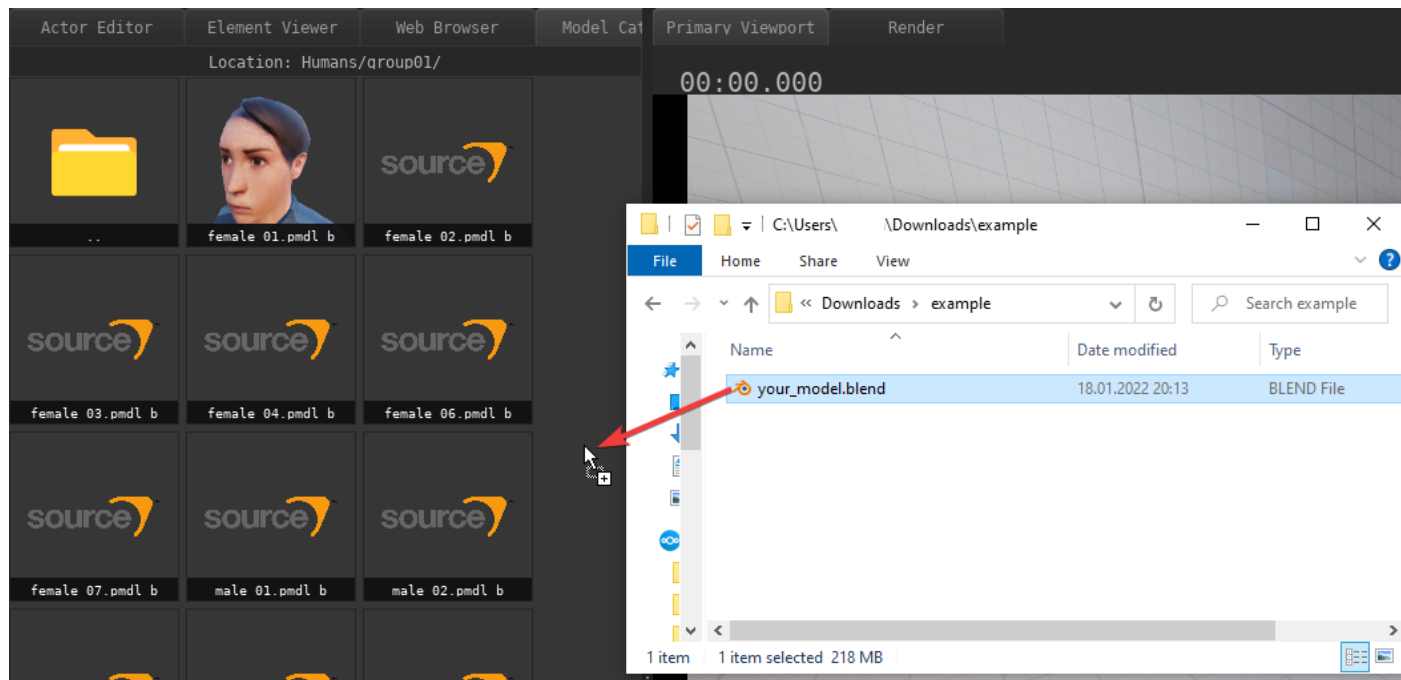 Actor Editor Element Viewer Web Browser Model Cat
Location: Humans/group01/
source source
.. female 01.pmdl b female 02.pmdl b
source source source
female 03.pmdl b female 04.pmdl b female 06.pmdl b
source source source
female 07.pmdl b male 01.pmdl b male 02.pmdl b
Primary Viewport Render
00:00.000
C:\Users\ \Downloads\example
File Home Share View ?
« Downloads › example Search example
Name Date modified Type
your_model.blend 18.01.2022 20:13 BLEND File
1 item 1 item selected 218 MB